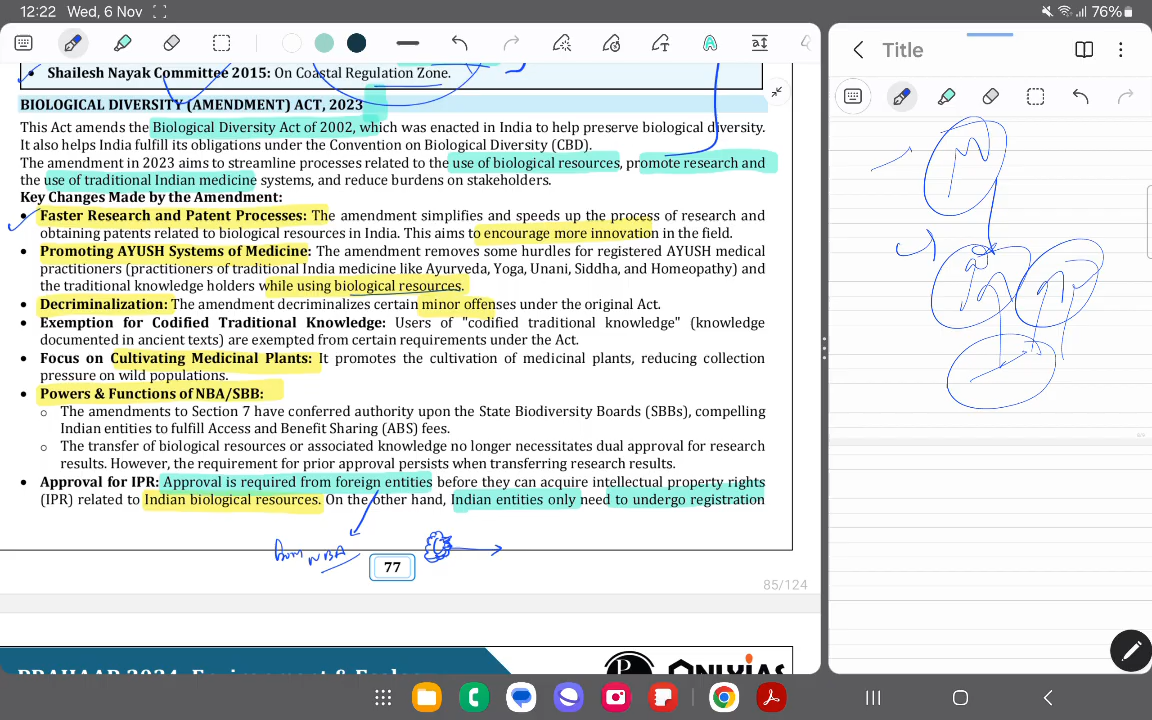 12:22 Wed, 6 Nov
76%
Title
• Shailesh Nayak Committee 2015: On Coastal Regulation Zone.
BIOLOGICAL DIVERSITY (AMENDMENT) ACT, 2023
This Act amends the Biological Diversity Act of 2002, which was enacted in India to help preserve biological diversity.
It also helps India fulfill its obligations under the Convention on Biological Diversity (CBD).
The amendment in 2023 aims to streamline processes related to the use of biological resources, promote research and
the use of traditional Indian medicine systems, and reduce burdens on stakeholders.
Key Changes Made by the Amendment:
• Faster Research and Patent Processes: The amendment simplifies and speeds up the process of research and
obtaining patents related to biological resources in India. This aims to encourage more innovation in the field.
• Promoting AYUSH Systems of Medicine: The amendment removes some hurdles for registered AYUSH medical
practitioners (practitioners of traditional India medicine like Ayurveda, Yoga, Unani, Siddha, and Homeopathy) and
the traditional knowledge holders while using biological resources.
• Decriminalization: The amendment decriminalizes certain minor offenses under the original Act.
• Exemption for Codified Traditional Knowledge: Users of "codified traditional knowledge" (knowledge
documented in ancient texts) are exempted from certain requirements under the Act.
• Focus on Cultivating Medicinal Plants: It promotes the cultivation of medicinal plants, reducing collection
pressure on wild populations.
• Powers & Functions of NBA/SBB:
○ The amendments to Section 7 have conferred authority upon the State Biodiversity Boards (SBBs), compelling
Indian entities to fulfill Access and Benefit Sharing (ABS) fees.
○ The transfer of biological resources or associated knowledge no longer necessitates dual approval for research
results. However, the requirement for prior approval persists when transferring research results.
• Approval for IPR: Approval is required from foreign entities before they can acquire intellectual property rights
(IPR) related to Indian biological resources. On the other hand, Indian entities only need to undergo registration
NBA
77
85/124
PRAHAAR 2024: Environment & Ecology
P
ONLYIAS
M